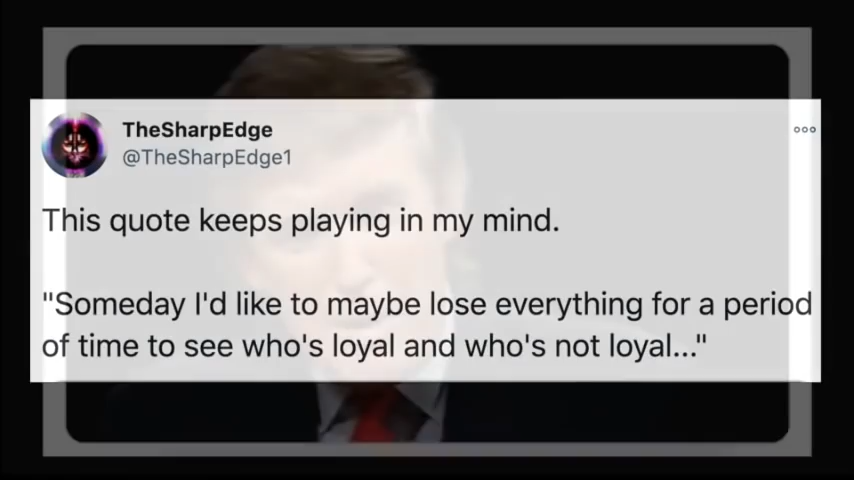 TheSharpEdge
@TheSharpEdge1
This quote keeps playing in my mind.
"Someday I'd like to maybe lose everything for a period
of time to see who's loyal and who's not loyal..."